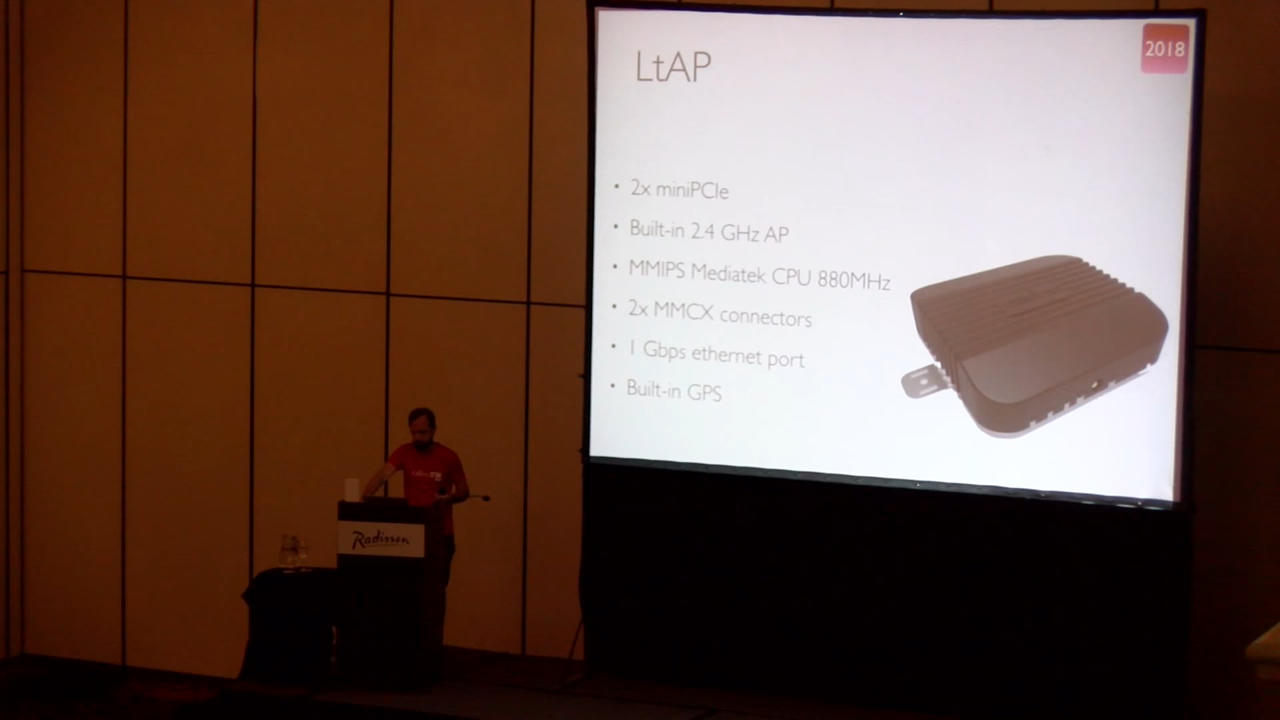 2018
LtAP
• 2x miniPCIe
• Built-in 2.4 GHz AP
• MMIPS Mediatek CPU 880MHz
• 2x MMCX connectors
• 1 Gbps ethernet port
• Built-in GPS
Radisson